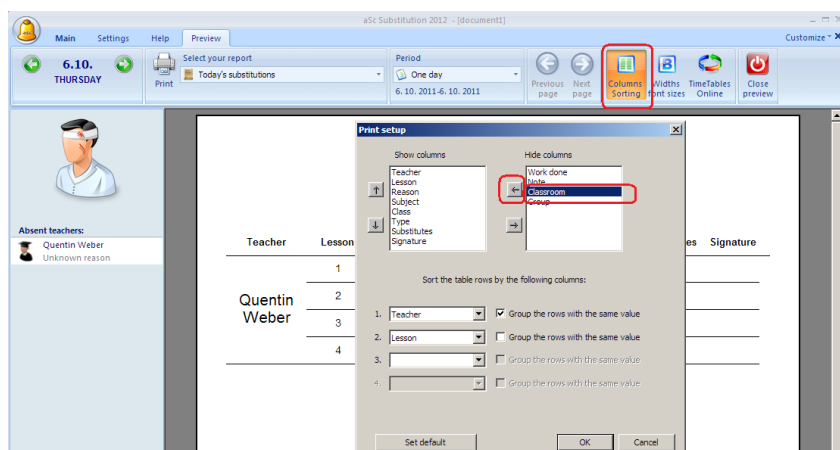 aSc Substitution 2012 - [document1]
Main Settings Help Preview Customize
6.10.
THURSDAY
Print
Select your report
Today's substitutions
Period
One day
6. 10. 2011-6. 10. 2011
Previous page
Next page
Columns Sorting
Widths font sizes
TimeTables Online
Close preview
Absent teachers:
Quentin Weber
Unknown reason
Teacher Lesson es Signature
Quentin
Weber
1
2
3
4
Print setup
Show columns
Teacher
Lesson
Reason
Subject
Class
Type
Substitutes
Signature
Hide columns
Work done
Note
Classroom
Group
Sort the table rows by the following columns:
1. Teacher Group the rows with the same value
2. Lesson Group the rows with the same value
3. Group the rows with the same value
4. Group the rows with the same value
Set default OK Cancel